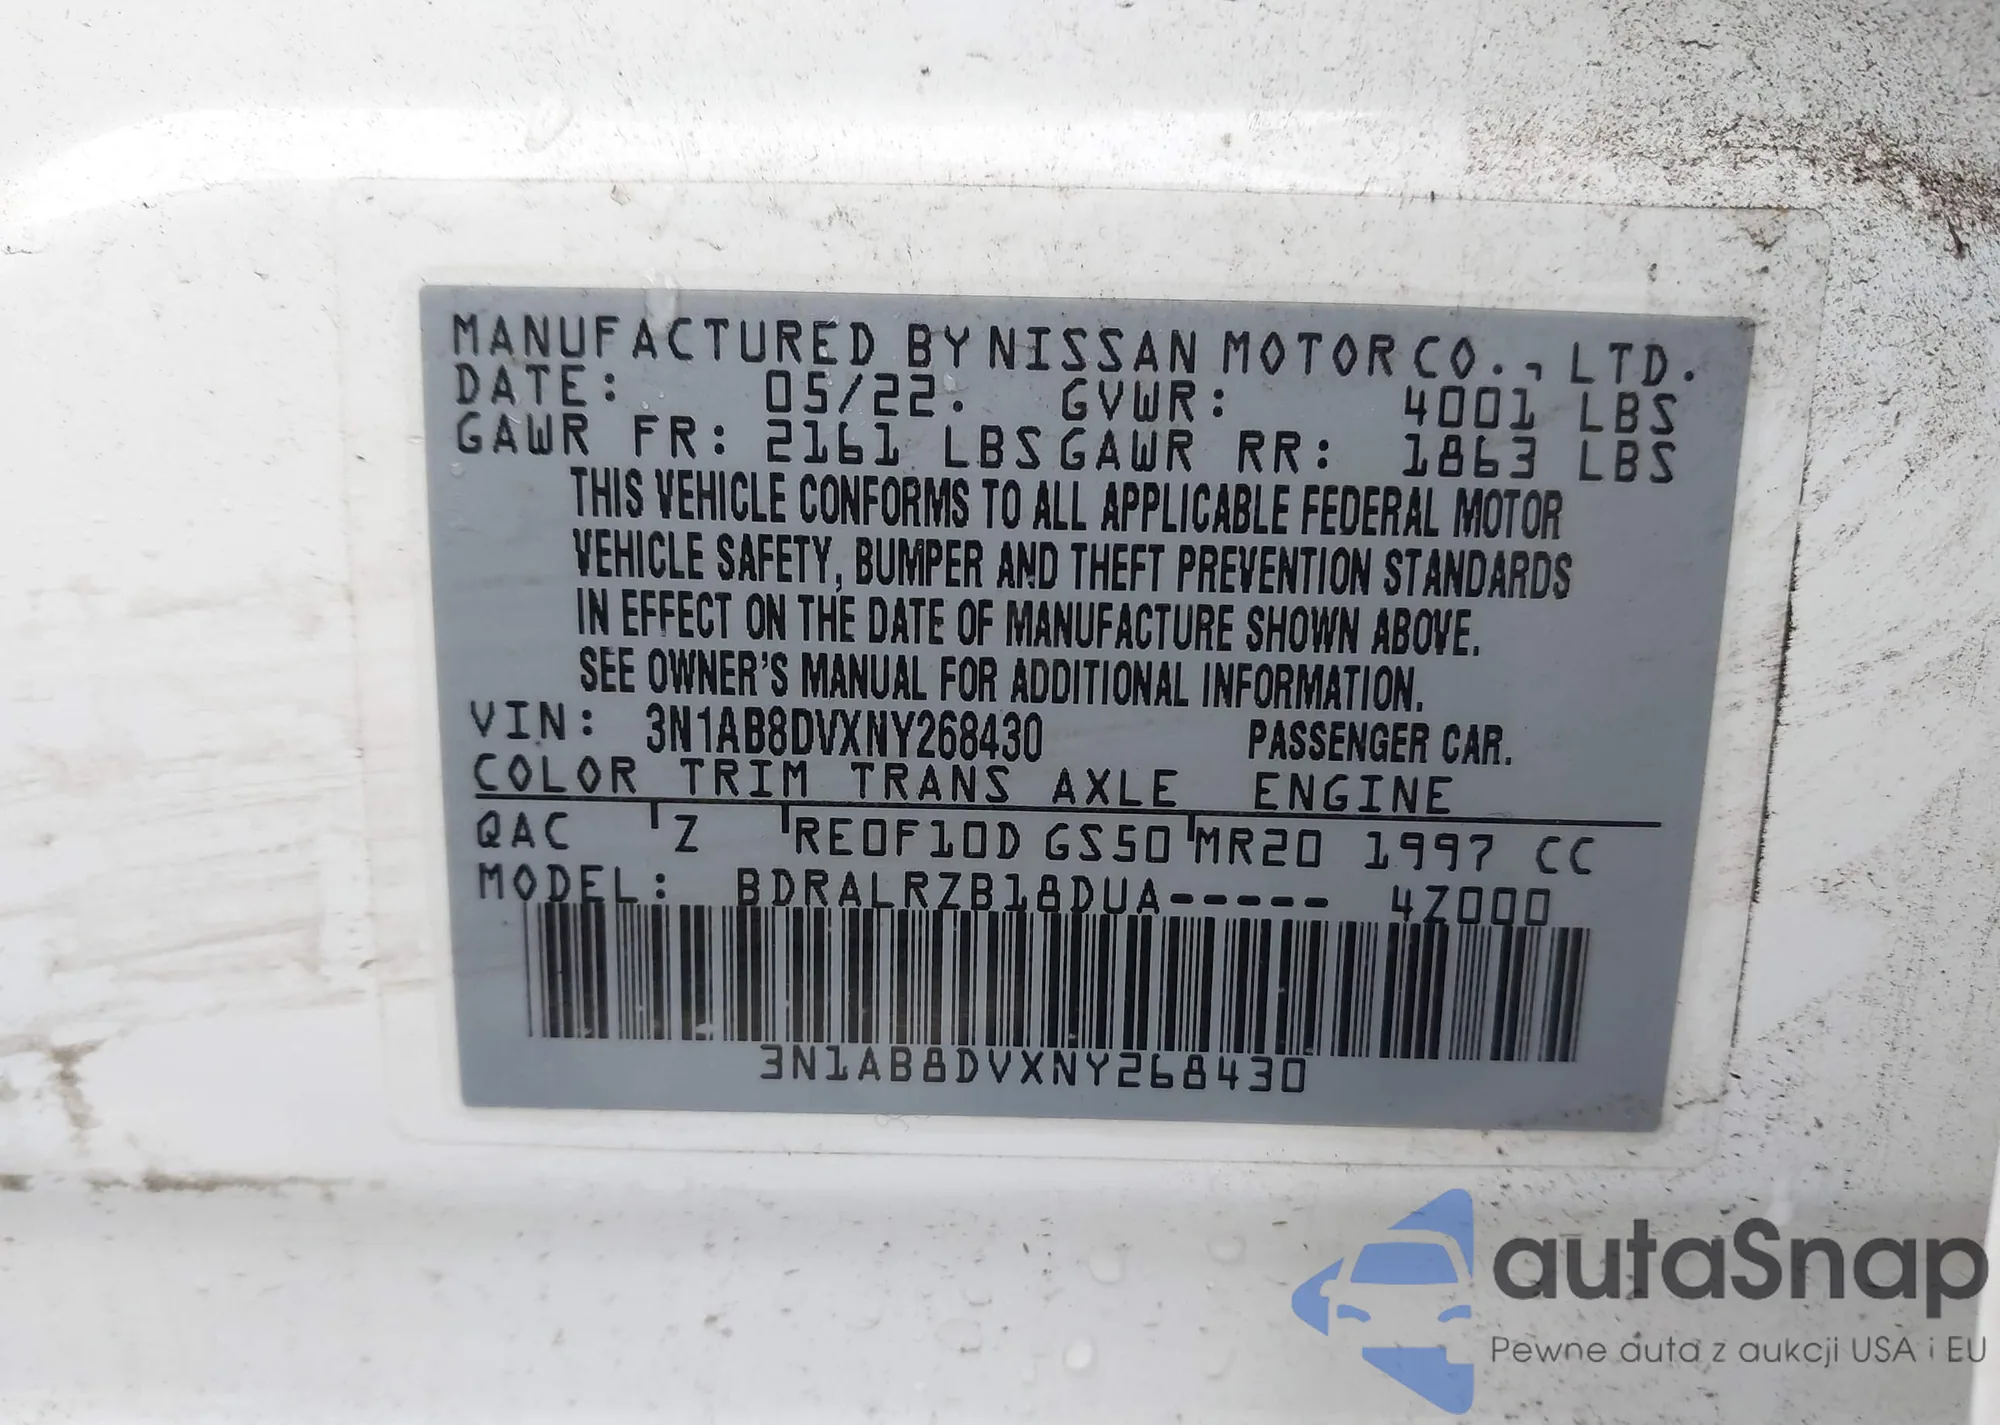 MANUFACTURED BY NISSAN MOTOR CO., LTD.
DATE: 05/22. GVWR: 4001 LBS
GAWR FR: 2161 LBS GAWR RR: 1863 LBS
THIS VEHICLE CONFORMS TO ALL APPLICABLE FEDERAL MOTOR
VEHICLE SAFETY, BUMPER AND THEFT PREVENTION STANDARDS
IN EFFECT ON THE DATE OF MANUFACTURE SHOWN ABOVE.
SEE OWNER'S MANUAL FOR ADDITIONAL INFORMATION.
VIN: 3N1AB8DVXNY268430 PASSENGER CAR.
COLOR TRIM TRANS AXLE ENGINE
QAC Z RE0F10D GS50 MR20 1997 CC
MODEL: BDRALRZB18DUA----- 4Z000
3N1AB8DVXNY268430
autaSnap
Pewne auta z aukcji USA i EU